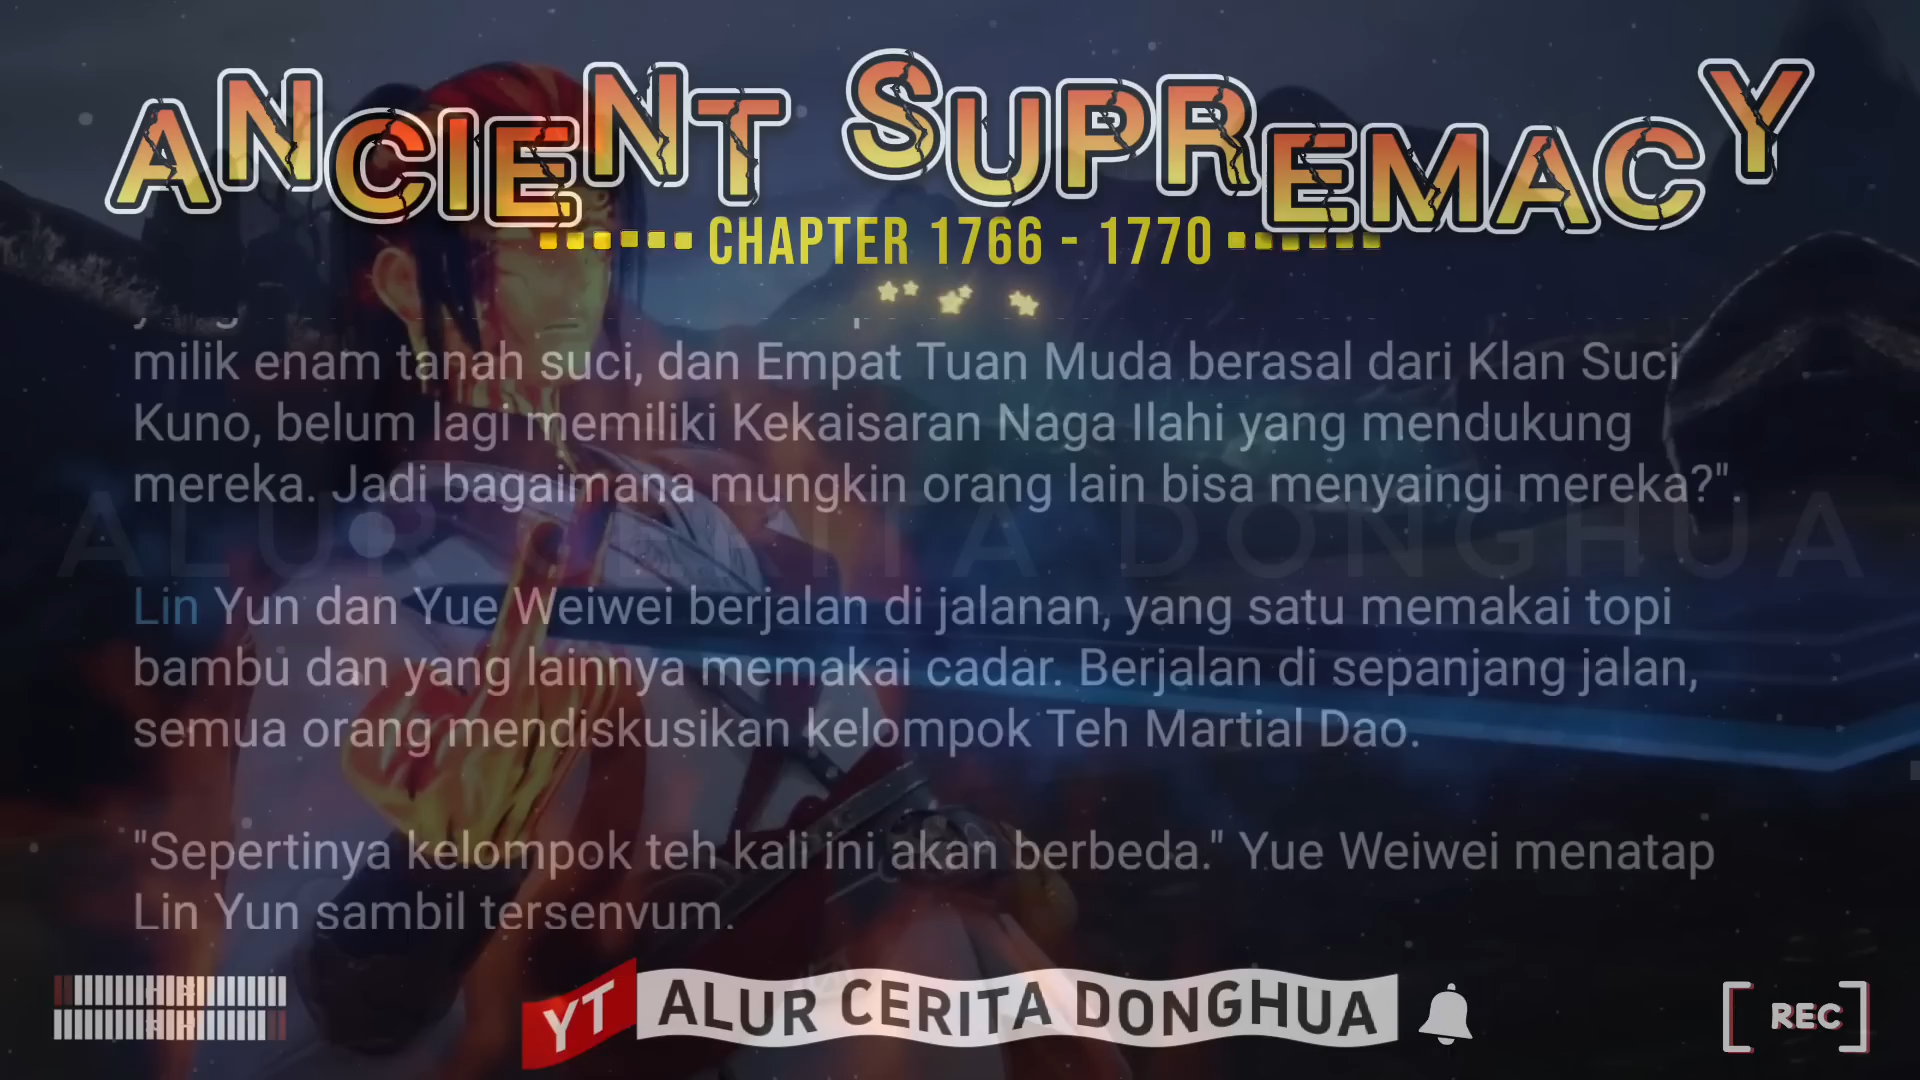 ANCIENT SUPREMACY
CHAPTER 1766 - 1770
milik enam tanah suci, dan Empat Tuan Muda berasal dari Klan Suci
Kuno, belum lagi memiliki Kekaisaran Naga Ilahi yang mendukung
mereka. Jadi bagaimana mungkin orang lain bisa menyaingi mereka?".
ALUR CERITA DONGHUA
Lin Yun dan Yue Weiwei berjalan di jalanan, yang satu memakai topi
bambu dan yang lainnya memakai cadar. Berjalan di sepanjang jalan,
semua orang mendiskusikan kelompok Teh Martial Dao.
"Sepertinya kelompok teh kali ini akan berbeda." Yue Weiwei menatap
Lin Yun sambil tersenyum.
YT ALUR CERITA DONGHUA
REC